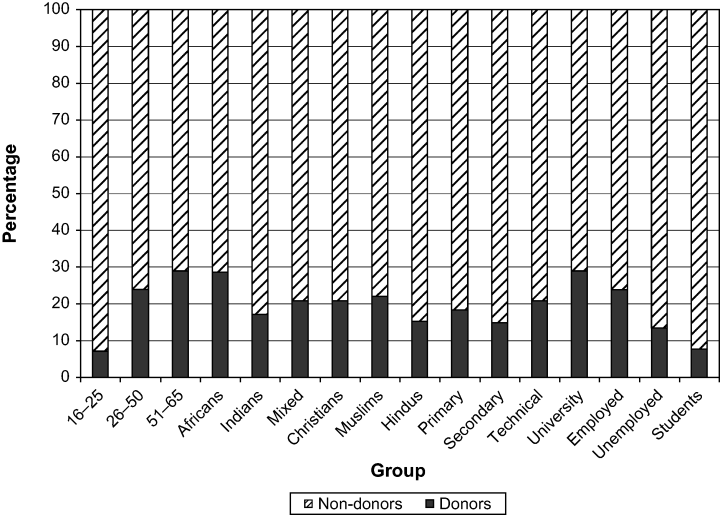 100
90
80
70
60
50
40
30
20
10
0
Percentage
16–25
26–50
51–65
Africans
Indians
Mixed
Christians
Muslims
Hindus
Primary
Secondary
Technical
University
Employed
Unemployed
Students
Group
Non-donors Donors